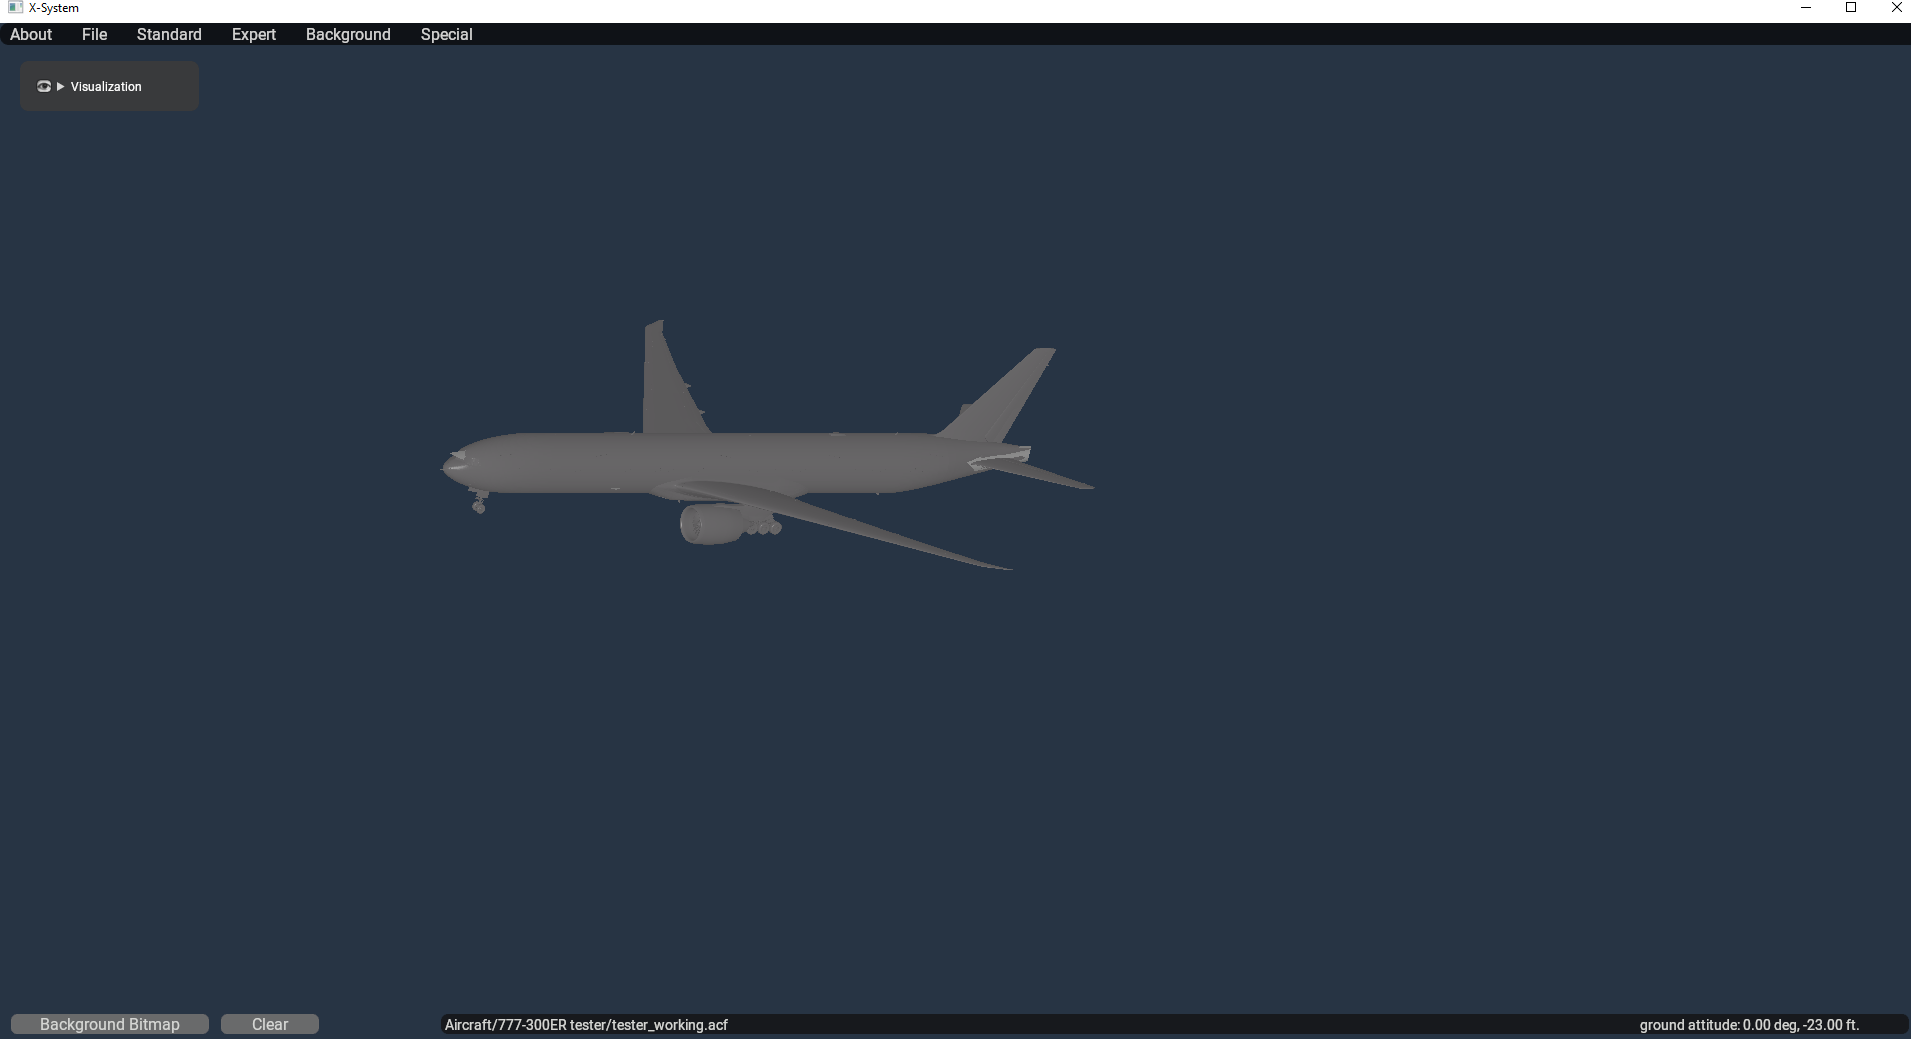 X-System
About File Standard Expert Background Special
Visualization
Background Bitmap Clear Aircraft/777-300ER tester/tester_working.acf ground attitude: 0.00 deg, -23.00 ft.